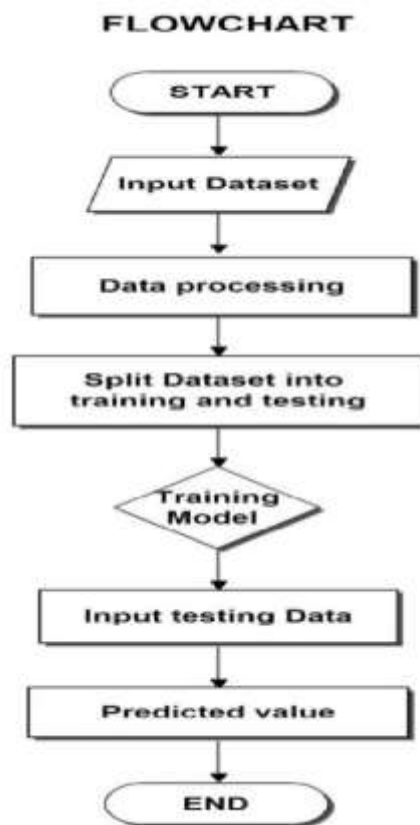 FLOWCHART
START
Input Dataset
Data processing
Split Dataset into
training and testing
Training
Model
Input testing Data
Predicted value
END